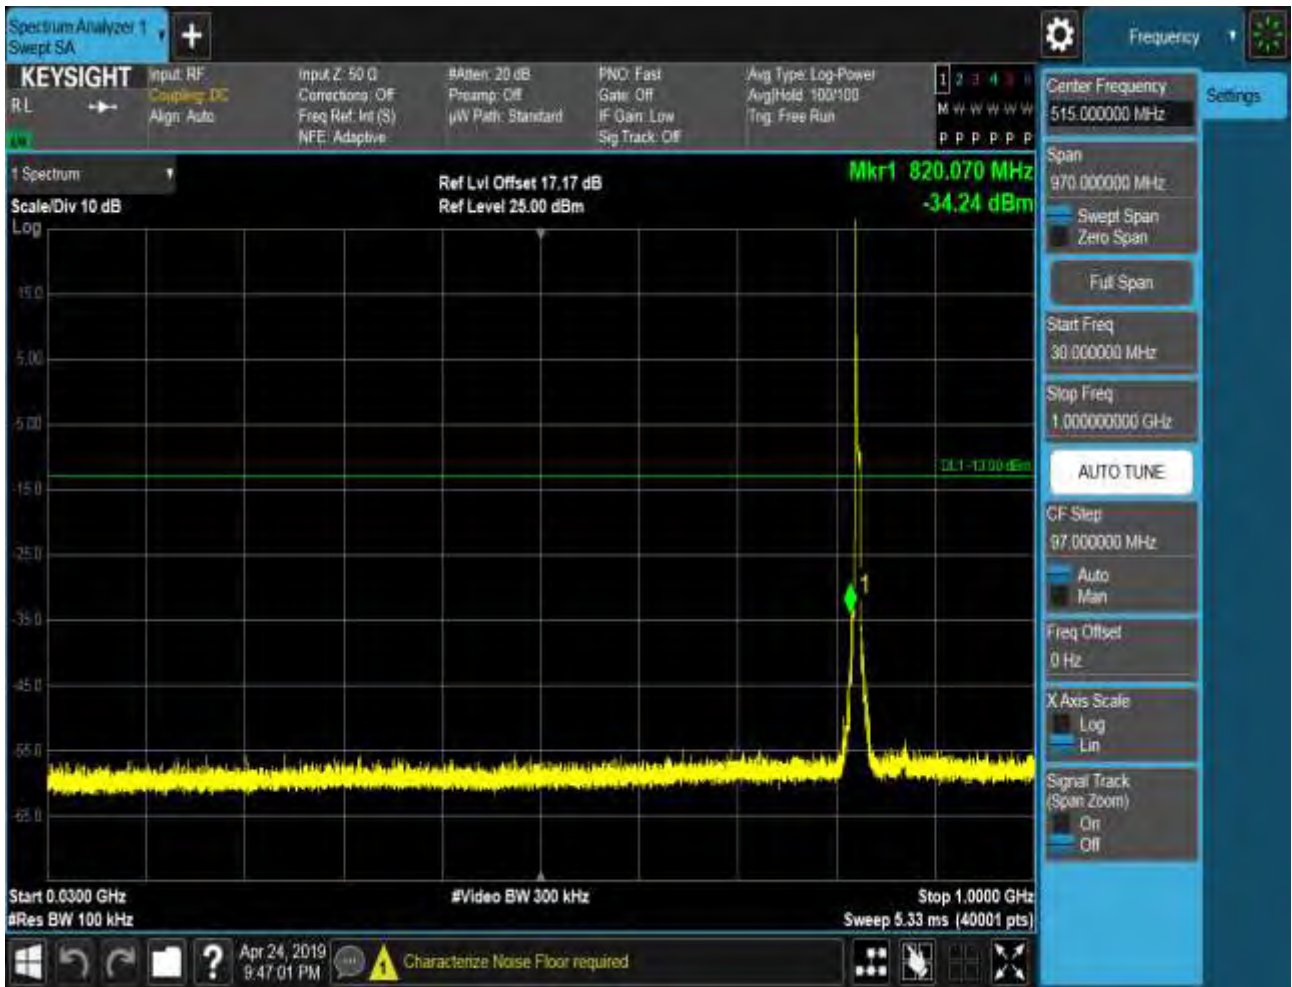 Spectrum Analyzer 1
Swept SA
Frequency
KEYSIGHT
Input: RF
Input Z: 50 Ω
#Atten: 20 dB
PNO: Fast
Avg Type: Log-Power
1 2 3 4 5 6
R L
Coupling: DC
Corrections: Off
Preamp: Off
Gate: Off
Avg|Hold: 100/100
M W W W W W
Align: Auto
Freq Ref: Int (S)
µW Path: Standard
IF Gain: Low
Trig: Free Run
NFE: Adaptive
Sig Track: Off
P P P P P P
1 Spectrum
Ref Lvl Offset 17.17 dB
Mkr1 820.070 MHz
Scale/Div 10 dB
Ref Level 25.00 dBm
-34.24 dBm
Log
15.0
5.00
-5.00
DL1 -13.00 dBm
-15.0
-25.0
1
-35.0
-45.0
-55.0
-65.0
Start 0.0300 GHz
#Video BW 300 kHz
Stop 1.0000 GHz
#Res BW 100 kHz
Sweep 5.33 ms (40001 pts)
Center Frequency
515.000000 MHz
Settings
Span
970.000000 MHz
Swept Span
Zero Span
Full Span
Start Freq
30.000000 MHz
Stop Freq
1.000000000 GHz
AUTO TUNE
CF Step
97.000000 MHz
Auto
Man
Freq Offset
0 Hz
X Axis Scale
Log
Lin
Signal Track
(Span Zoom)
On
Off
?
Apr 24, 2019
9:47:01 PM
Characterize Noise Floor required